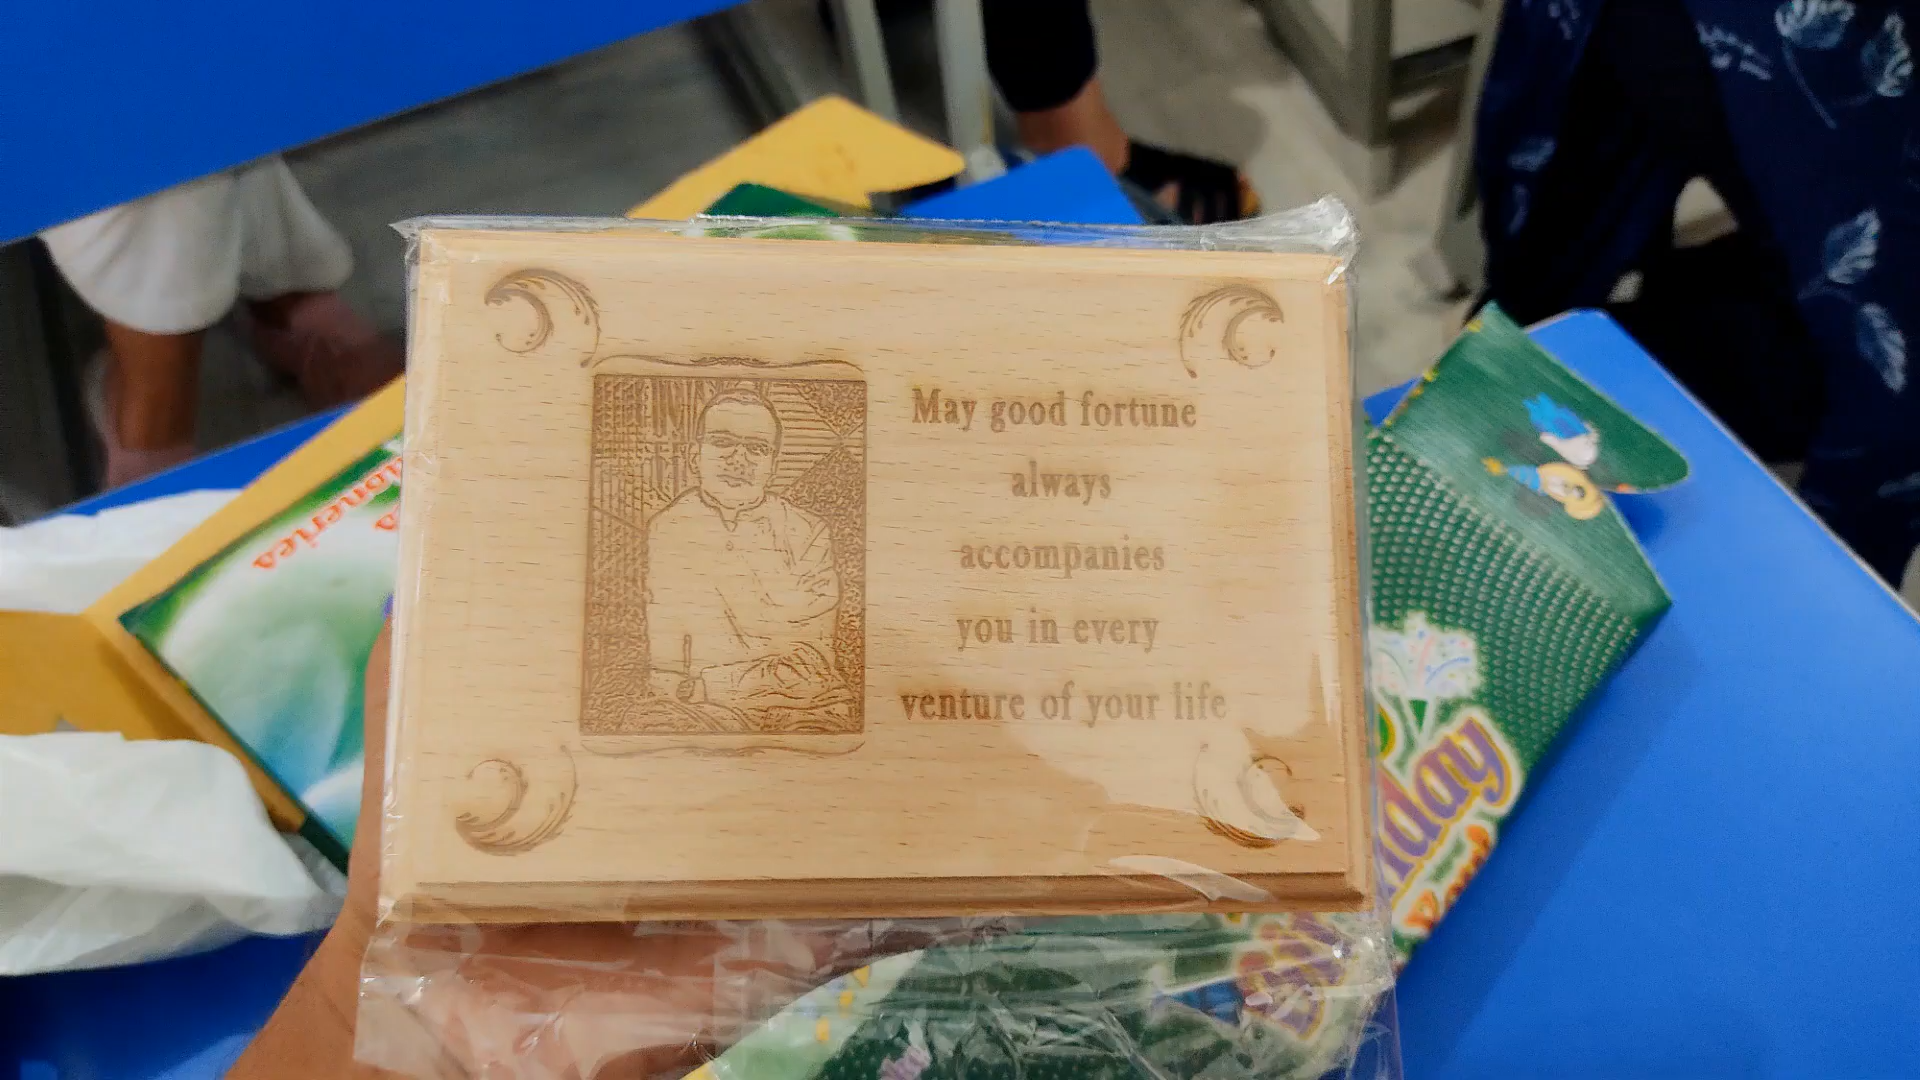 May good fortune
always
accompanies
you in every
venture of your life